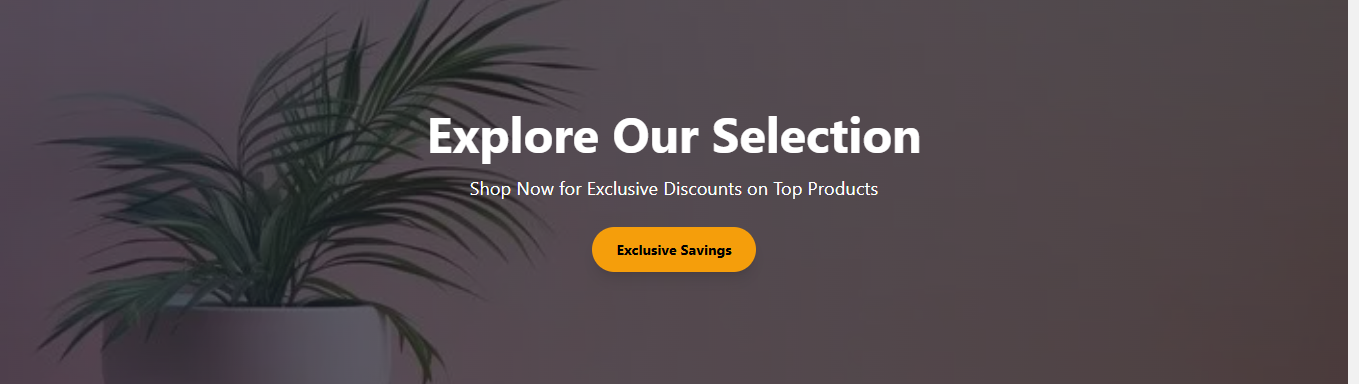 Explore Our Selection
Shop Now for Exclusive Discounts on Top Products
Exclusive Savings